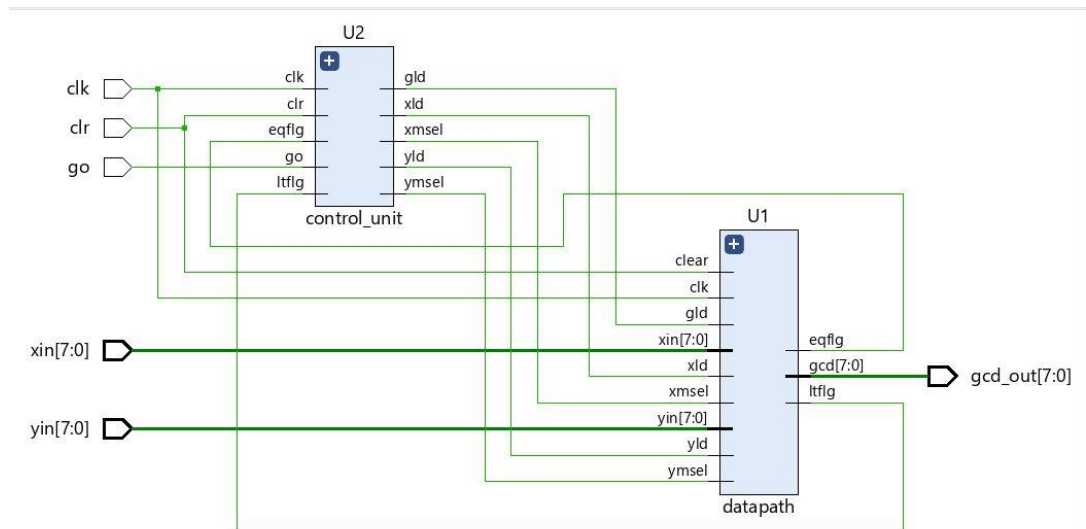 U2
clk
clr
go
clk
clr
eqflg
go
ltflg
gld
xld
xmsel
yld
ymsel
control_unit
U1
clear
clk
gld
xin[7:0]
xld
xmsel
yin[7:0]
yld
ymsel
eqflg
gcd[7:0]
ltflg
datapath
xin[7:0]
yin[7:0]
gcd_out[7:0]